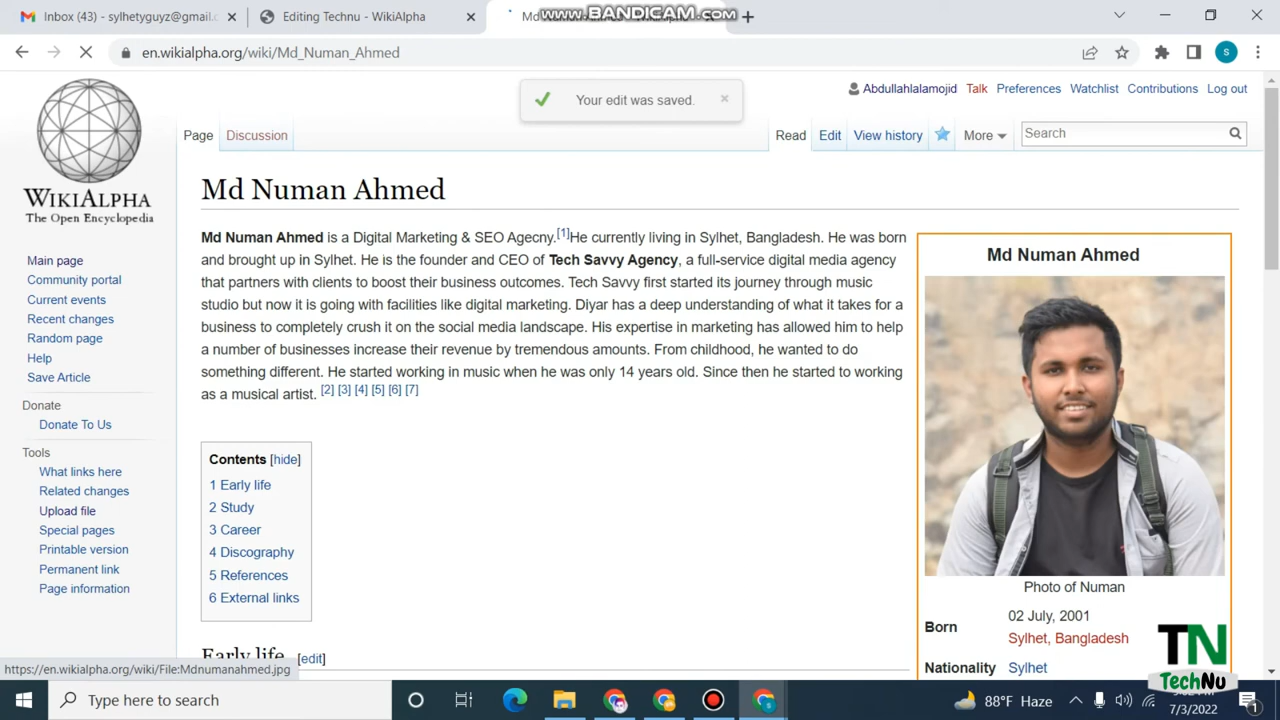 Inbox (43) - sylhetyguyz@gmail.c
Editing Technu - WikiAlpha
WWW.BANDICAM.COM
en.wikialpha.org/wiki/Md_Numan_Ahmed
S
Your edit was saved.
Abdullahlalamojid Talk Preferences Watchlist Contributions Log out
Page Discussion Read Edit View history More Search
WIKIALPHA
The Open Encyclopedia
Main page
Community portal
Current events
Recent changes
Random page
Help
Save Article
Donate
Donate To Us
Tools
What links here
Related changes
Upload file
Special pages
Printable version
Permanent link
Page information
Md Numan Ahmed
Md Numan Ahmed is a Digital Marketing & SEO Agecny.[1]He currently living in Sylhet, Bangladesh. He was born
and brought up in Sylhet. He is the founder and CEO of Tech Savvy Agency, a full-service digital media agency
that partners with clients to boost their business outcomes. Tech Savvy first started its journey through music
studio but now it is going with facilities like digital marketing. Diyar has a deep understanding of what it takes for a
business to completely crush it on the social media landscape. His expertise in marketing has allowed him to help
a number of businesses increase their revenue by tremendous amounts. From childhood, he wanted to do
something different. He started working in music when he was only 14 years old. Since then he started to working
as a musical artist. [2] [3] [4] [5] [6] [7]
Contents [hide]
1 Early life
2 Study
3 Career
4 Discography
5 References
6 External links
Early life [edit]
Md Numan Ahmed
Photo of Numan
Born 02 July, 2001
Sylhet, Bangladesh
Nationality Sylhet
TN
TechNu
https://en.wikialpha.org/wiki/File:Mdnumanahmed.jpg
Type here to search
88°F Haze
7/3/2022
1